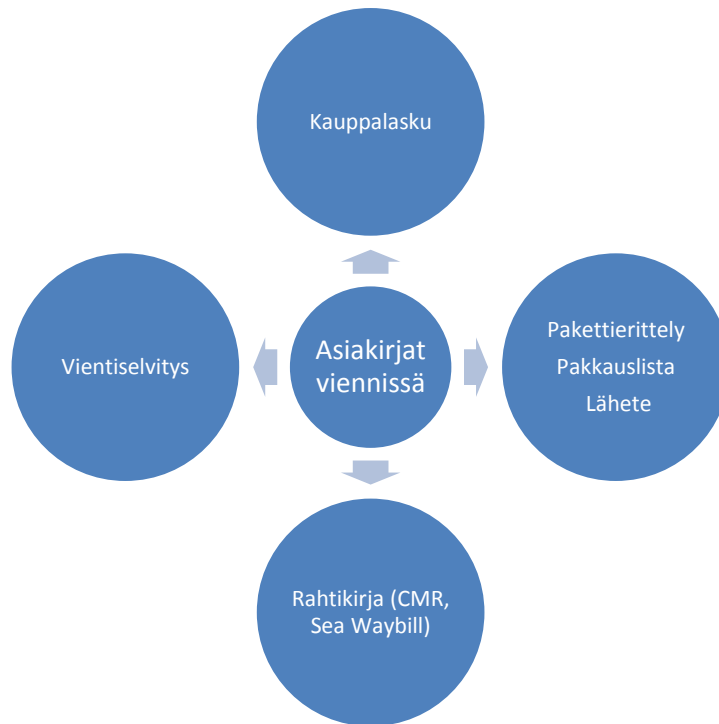 Kauppalasku
Vientiselvitys
Asiakirjat
viennissä
Pakettierittely
Pakkauslista
Lähete
Rahtikirja (CMR,
Sea Waybill)